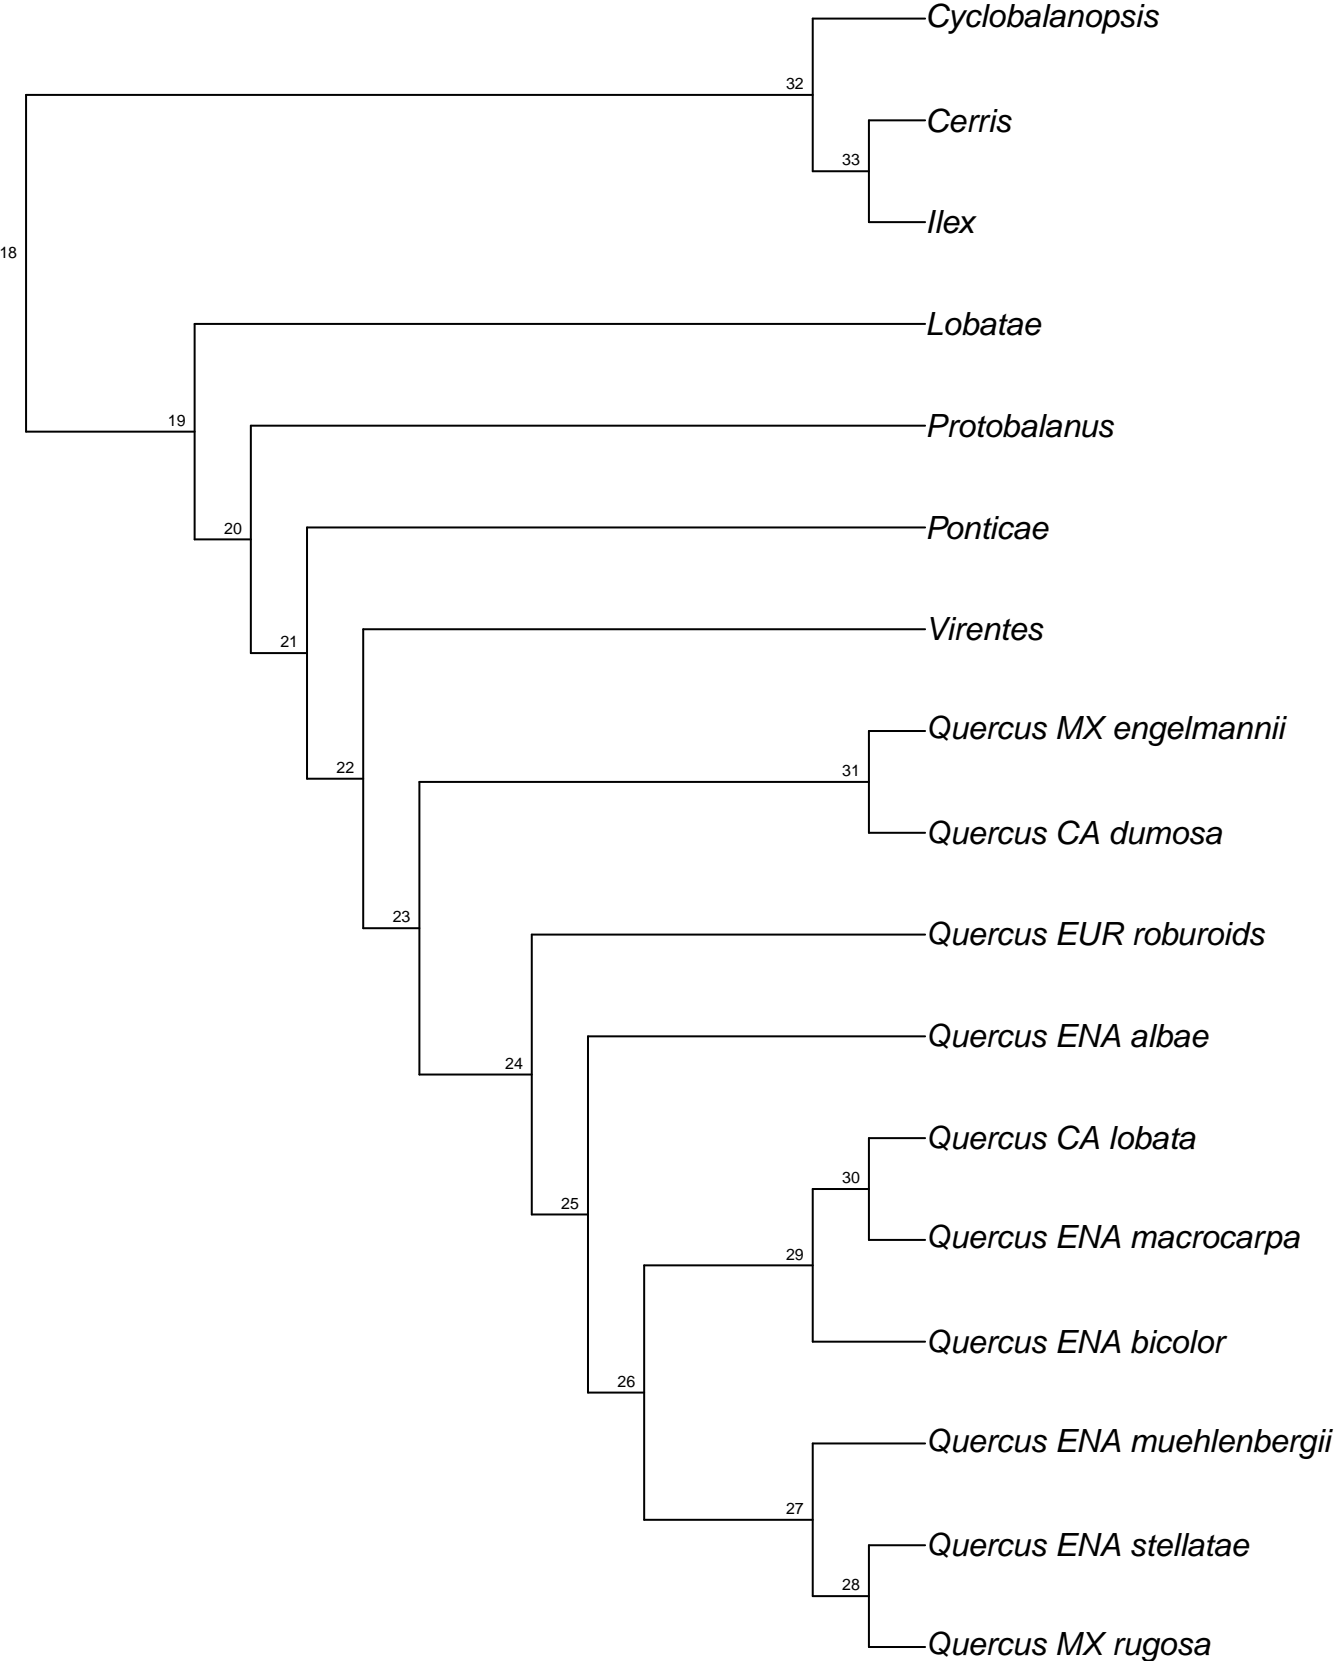 Cyclobalanopsis
32
Cerris
33
Ilex
18
Lobatae
19
Protobalanus
20
Ponticae
21
Virentes
22
Quercus MX engelmannii
31
Quercus CA dumosa
23
Quercus EUR roburoids
24
Quercus ENA albae
Quercus CA lobata
30
25
Quercus ENA macrocarpa
29
Quercus ENA bicolor
26
Quercus ENA muehlenbergii
27
Quercus ENA stellatae
28
Quercus MX rugosa